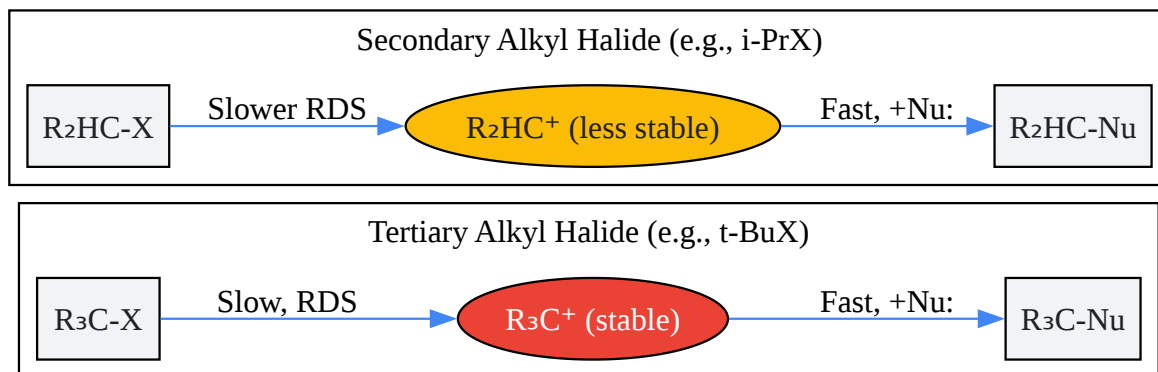 Secondary Alkyl Halide (e.g., i-PrX)
R₂HC-X
Slower RDS
R₂HC⁺ (less stable)
Fast, +Nu:
R₂HC-Nu
Tertiary Alkyl Halide (e.g., t-BuX)
R₃C-X
Slow, RDS
R₃C⁺ (stable)
Fast, +Nu:
R₃C-Nu